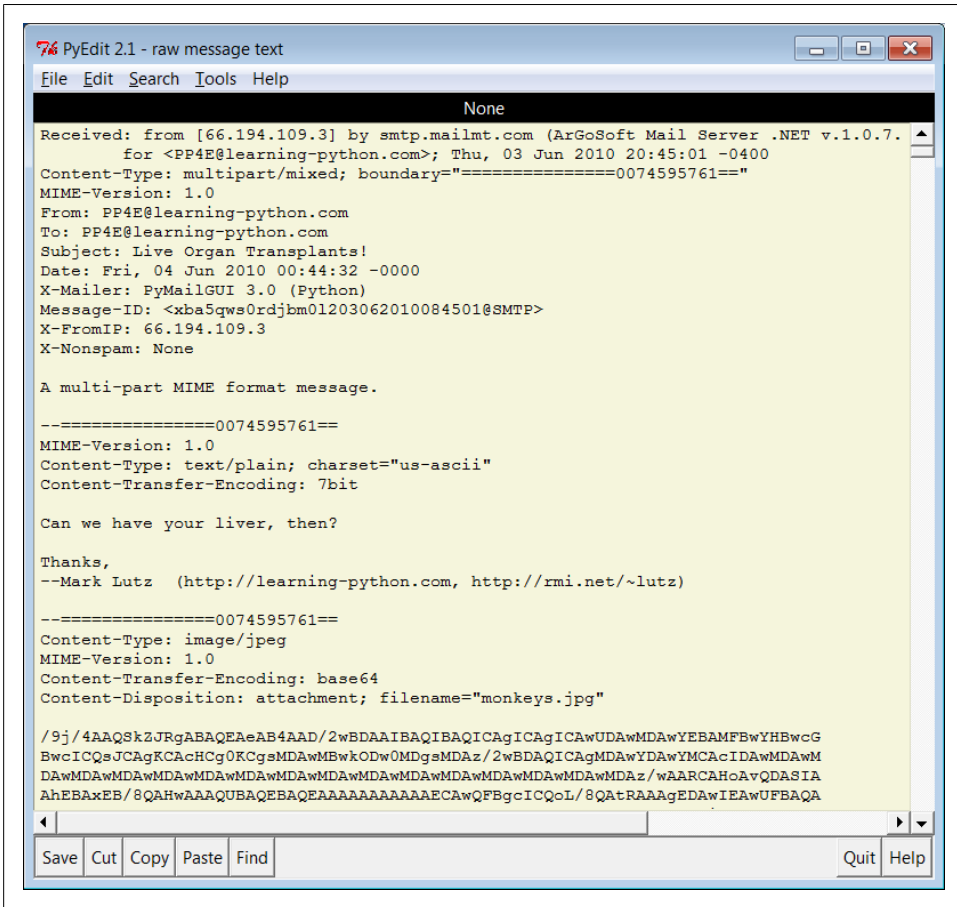 PyEdit 2.1 - raw message text
File Edit Search Tools Help
None
Received: from [66.194.109.3] by smtp.mailmt.com (ArGoSoft Mail Server .NET v.1.0.7.
for <PP4E@learning-python.com>; Thu, 03 Jun 2010 20:45:01 -0400
Content-Type: multipart/mixed; boundary="===============0074595761=="
MIME-Version: 1.0
From: PP4E@learning-python.com
To: PP4E@learning-python.com
Subject: Live Organ Transplants!
Date: Fri, 04 Jun 2010 00:44:32 -0000
X-Mailer: PyMailGUI 3.0 (Python)
Message-ID: <xba5qws0rdjbm0l203062010084501@SMTP>
X-FromIP: 66.194.109.3
X-Nonspam: None
A multi-part MIME format message.
--===============0074595761==
MIME-Version: 1.0
Content-Type: text/plain; charset="us-ascii"
Content-Transfer-Encoding: 7bit
Can we have your liver, then?
Thanks,
--Mark Lutz (http://learning-python.com, http://rmi.net/~lutz)
--===============0074595761==
Content-Type: image/jpeg
MIME-Version: 1.0
Content-Transfer-Encoding: base64
Content-Disposition: attachment; filename="monkeys.jpg"
/9j/4AAQSkZJRgABAQEAeAB4AAD/2wBDAAIBAQIBAQICAgICAgICAwUDAwMDAwYEBAMFBwYHBwcG
BwcICQsJCAgKCAcHCg0KCgsMDAwMBwkODw0MDgsMDAz/2wBDAQICAgMDAwYDAwYMCAcIDAwMDAwM
DAwMDAwMDAwMDAwMDAwMDAwMDAwMDAwMDAwMDAwMDAwMDAwMDAwMDAwMDAz/wAARCAHoAvQDASIA
AhEBAxEB/8QAHwAAAQUBAQEBAQEAAAAAAAAAAAECAwQFBgcICQoL/8QAtRAAAgEDAwIEAwUFBAQA
Save Cut Copy Paste Find Quit Help